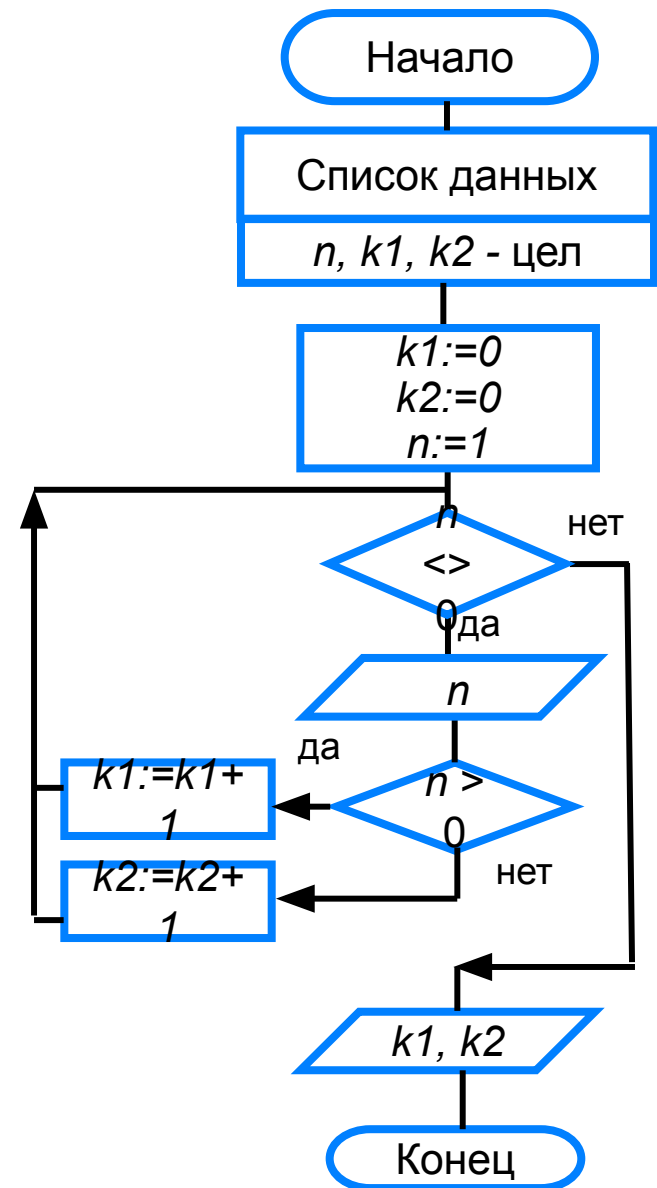 Начало
Список данных
n, k1, k2 - цел
k1:=0
k2:=0
n:=1
n
<>
0
нет
да
n
да
n >
0
k1:=k1+
1
нет
k2:=k2+
1
k1, k2
Конец